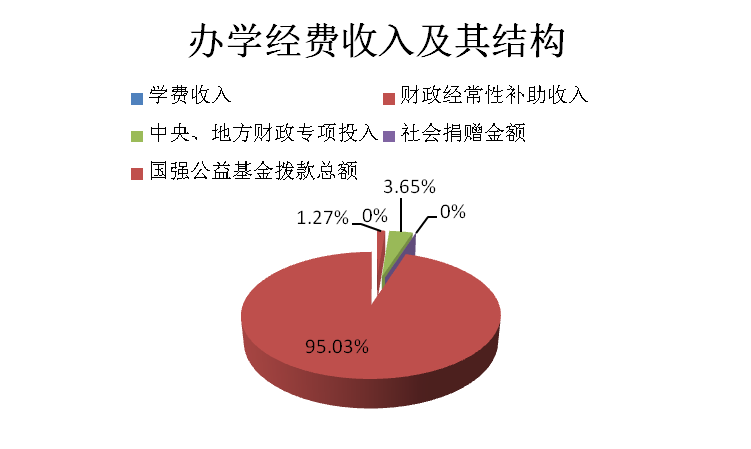 办学经费收入及其结构
学费收入
财政经常性补助收入
中央、地方财政专项投入
社会捐赠金额
国强公益基金拨款总额
3.65%
1.27%
0%
0%
95.03%